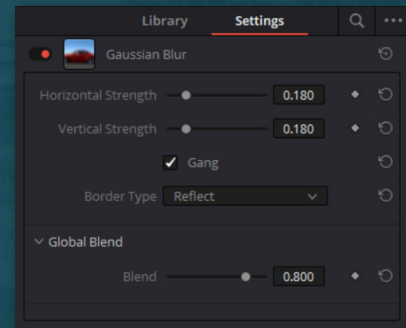 Library Settings
Gaussian Blur
Horizontal Strength 0.180
Vertical Strength 0.180
Gang
Border Type Reflect
Global Blend
Blend 0.800